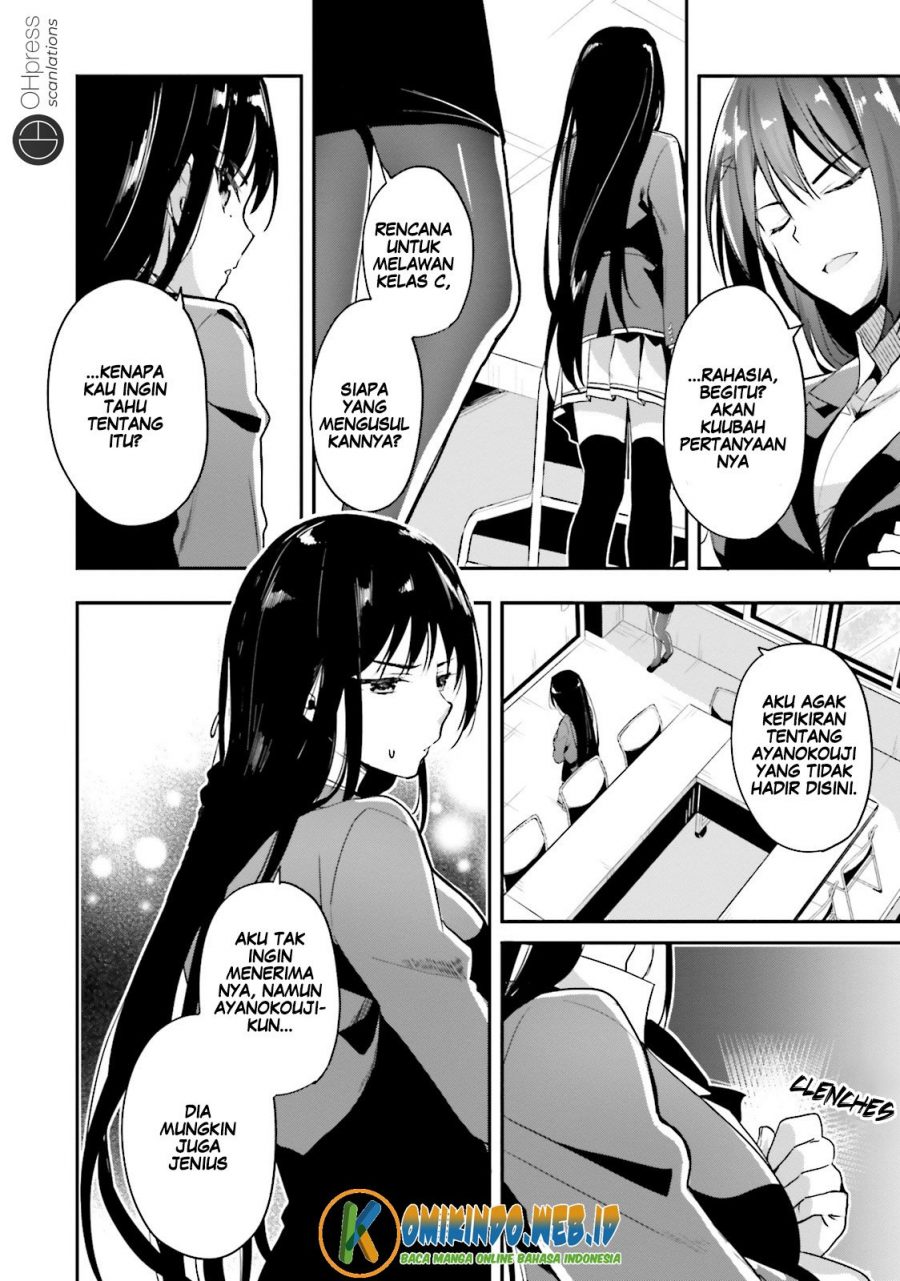 OHpress
scanlations
...RAHASIA,
BEGITU?
AKAN
KUUBAH
PERTANYAAN
NYA
RENCANA
UNTUK
MELAWAN
KELAS C,
SIAPA
YANG
MENGUSUL
KANNYA?
...KENAPA
KAU INGIN
TAHU
TENTANG
ITU?
AKU AGAK
KEPIKIRAN
TENTANG
AYANOKOUJI
YANG TIDAK
HADIR DISINI.
CLENCHES
AKU TAK
INGIN
MENERIMA
NYA, NAMUN
AYANOKOUJI-
KUN...
DIA
MUNGKIN
JUGA
JENIUS
KOMIKINDO.WEB.ID
BACA MANGA ONLINE BAHASA INDONESIA